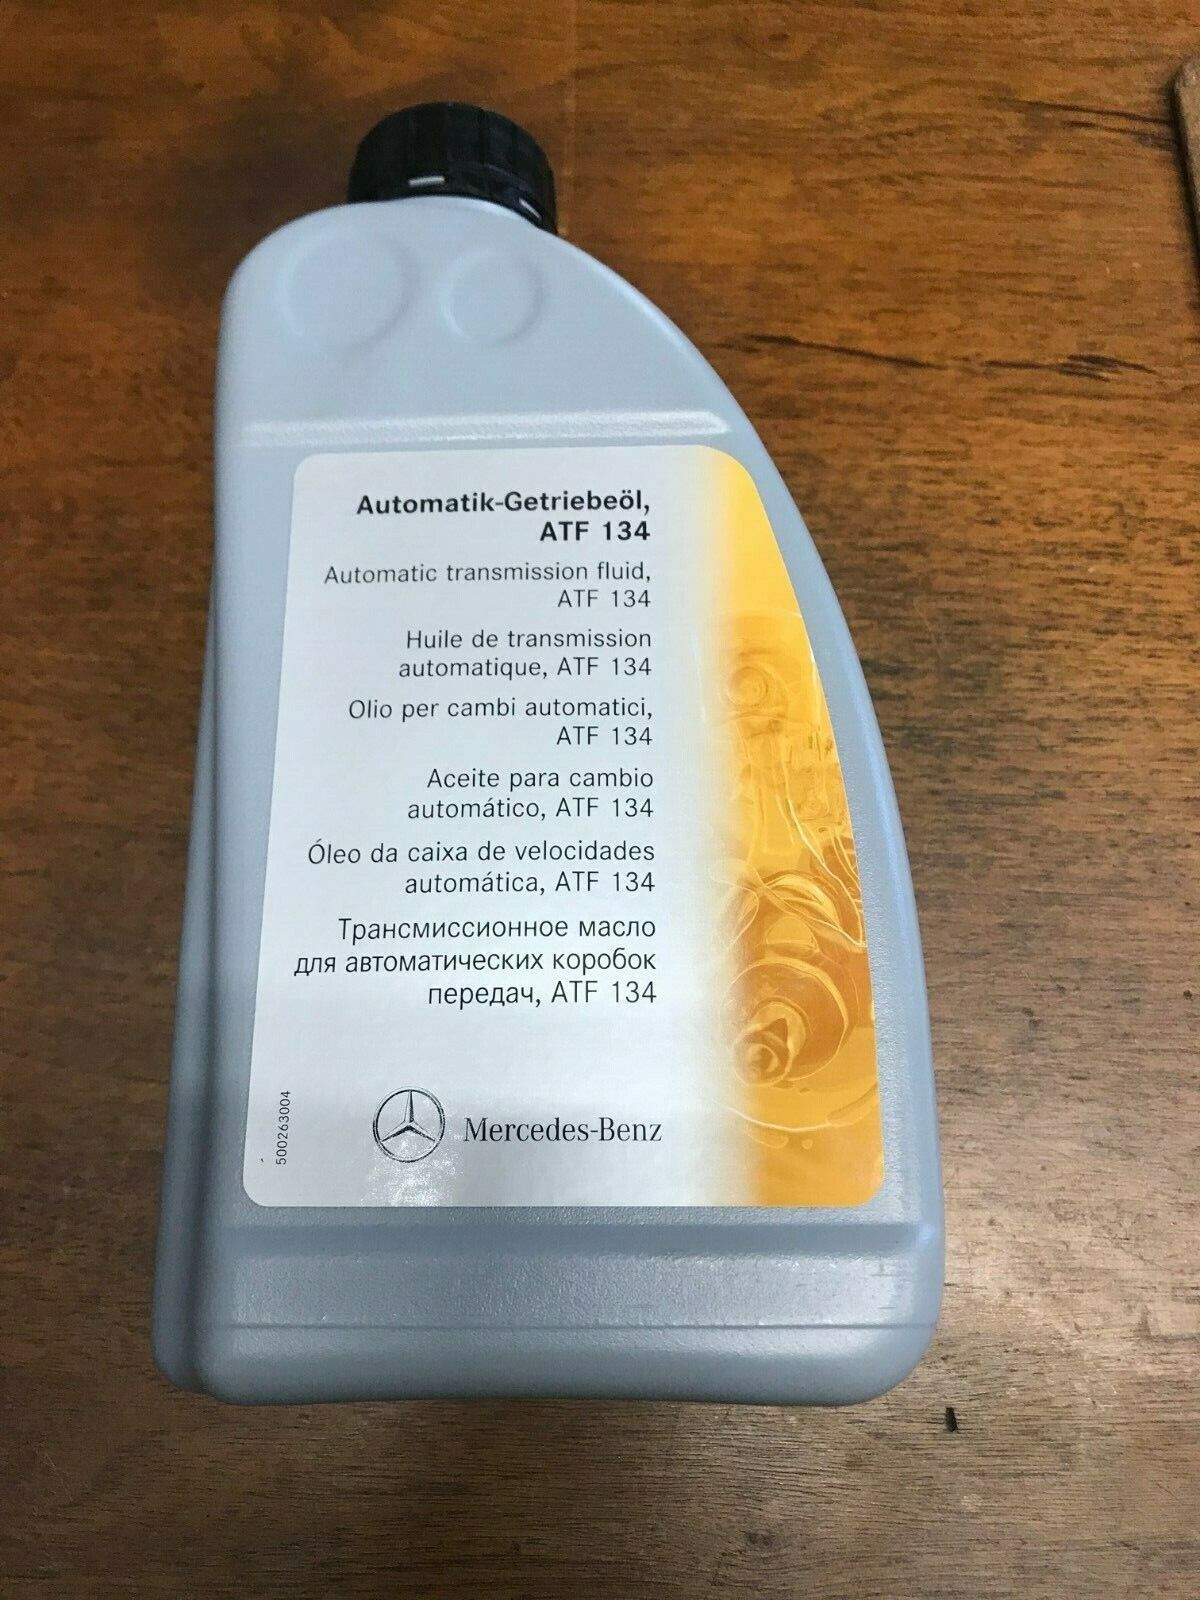 Automatik-Getriebeöl,
ATF 134
Automatic transmission fluid,
ATF 134
Huile de transmission
automatique, ATF 134
Olio per cambi automatici,
ATF 134
Aceite para cambio
automático, ATF 134
Óleo da caixa de velocidades
automática, ATF 134
Трансмиссионное масло
для автоматических коробок
передач, ATF 134
500263004
Mercedes-Benz